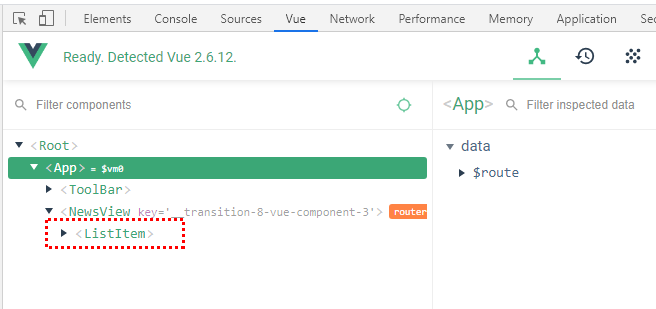 Elements Console Sources Vue Network Performance Memory Application Sec
Ready. Detected Vue 2.6.12.
Filter components
<App> Filter inspected data
<Root>
<App> = $vm0
<ToolBar>
<NewsView key='__transition-8-vue-component-3'> router
<ListItem>
data
$route